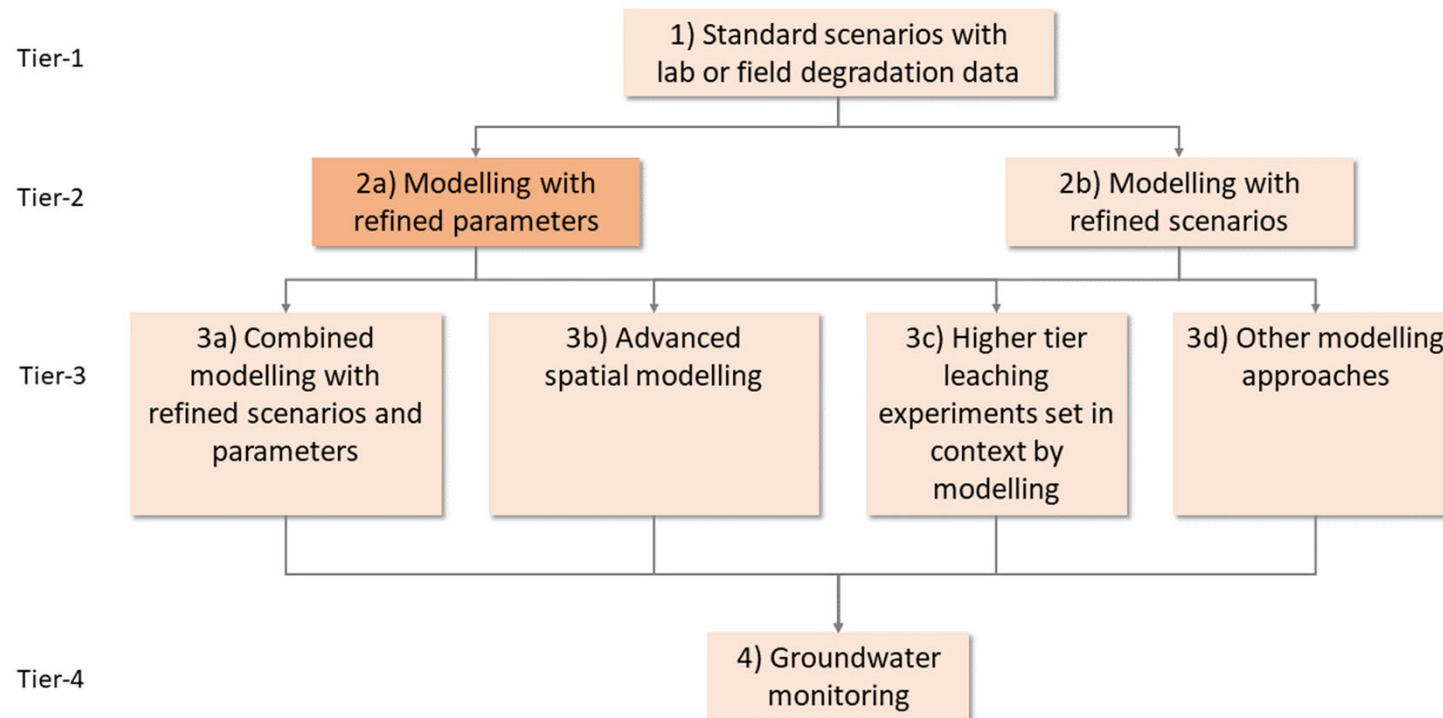 Tier-1
1) Standard scenarios with
lab or field degradation data
Tier-2
2a) Modelling with
refined parameters
2b) Modelling with
refined scenarios
Tier-3
3a) Combined
modelling with
refined scenarios and
parameters
3b) Advanced
spatial modelling
3c) Higher tier
leaching
experiments set in
context by
modelling
3d) Other modelling
approaches
Tier-4
4) Groundwater
monitoring